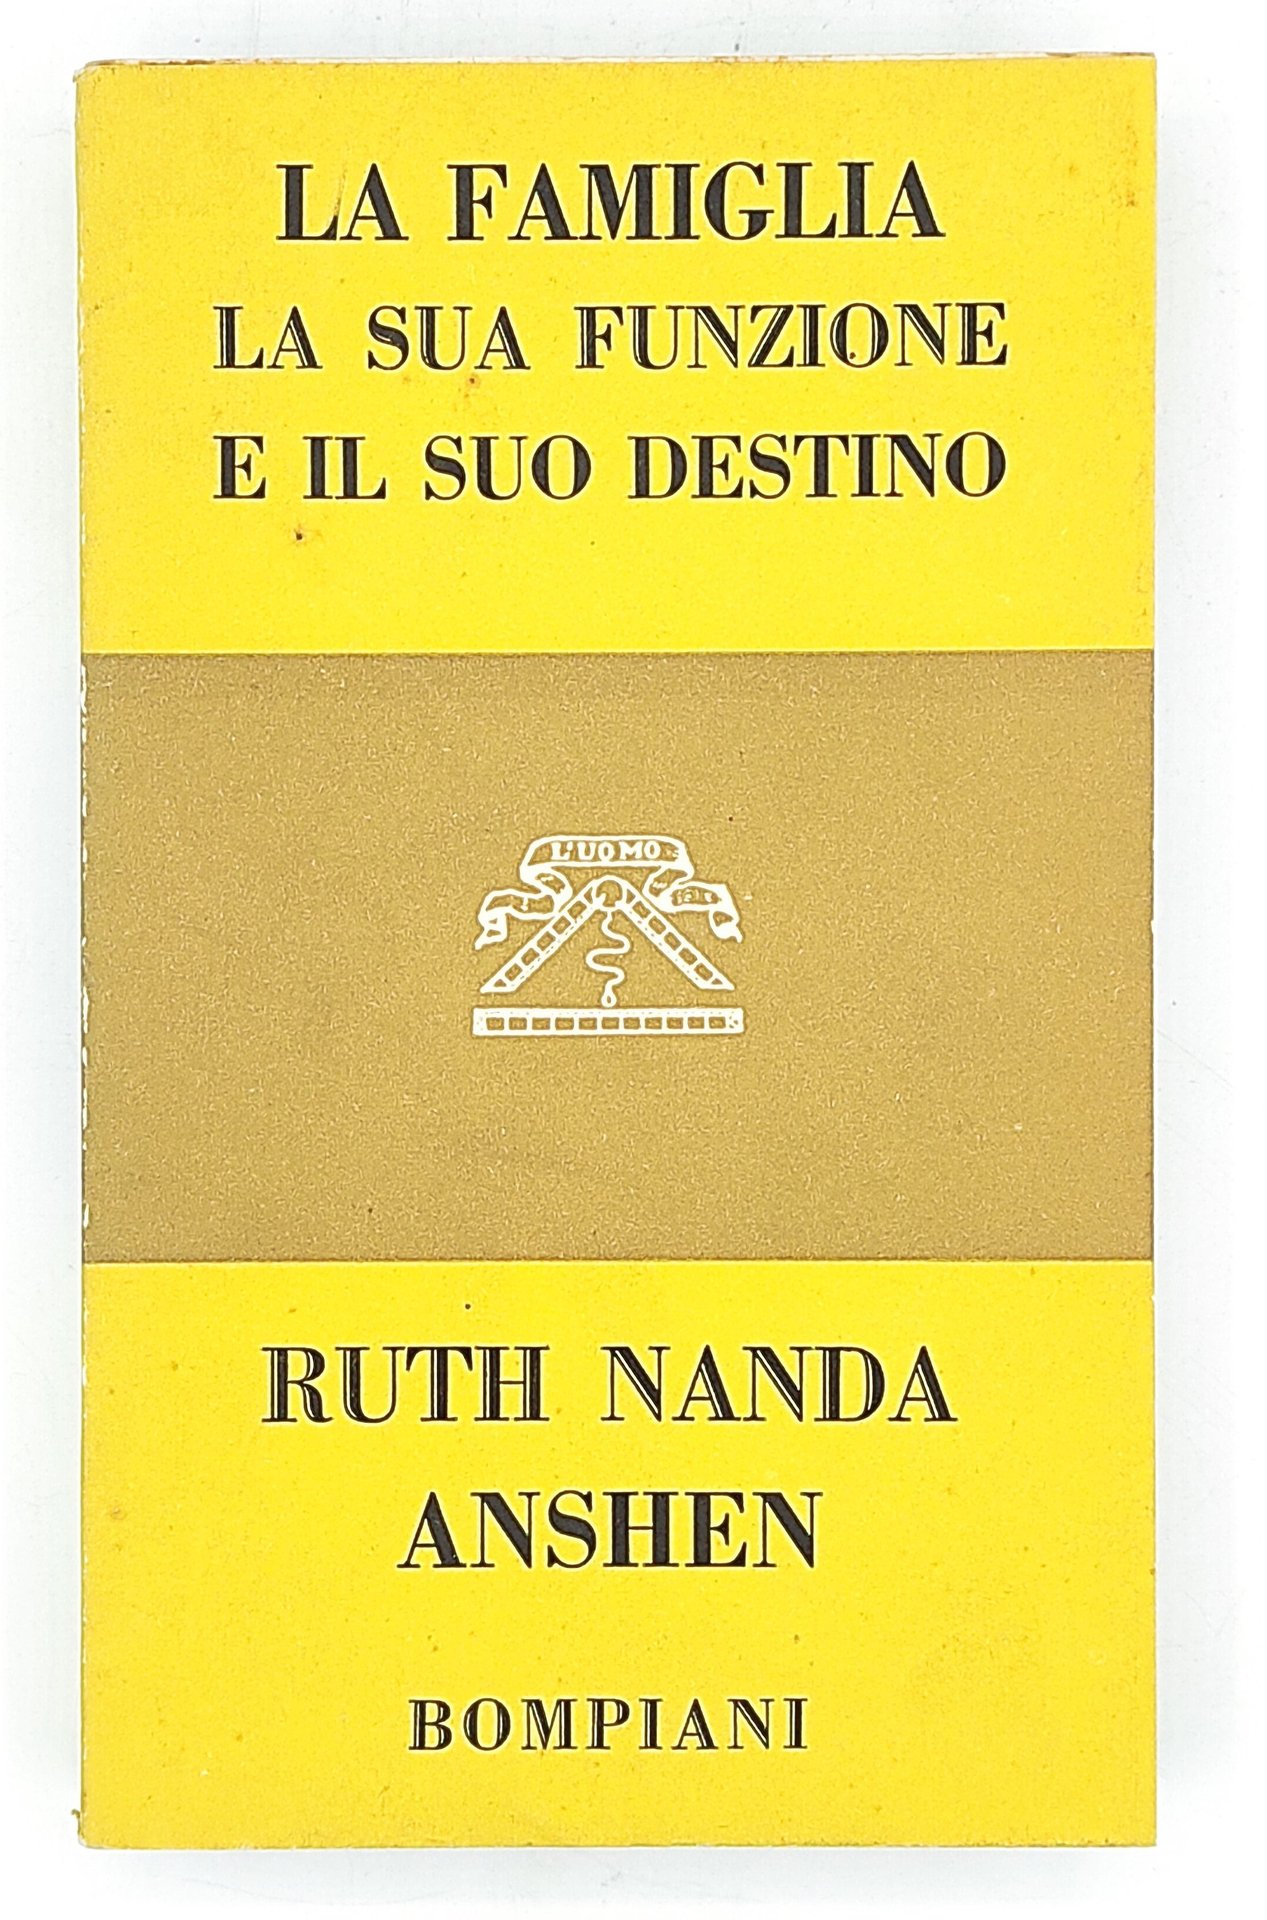 LA FAMIGLIA
LA SUA FUNZIONE
E IL SUO DESTINO
L'UOMO
RUTH NANDA
ANSHEN
BOMPIANI